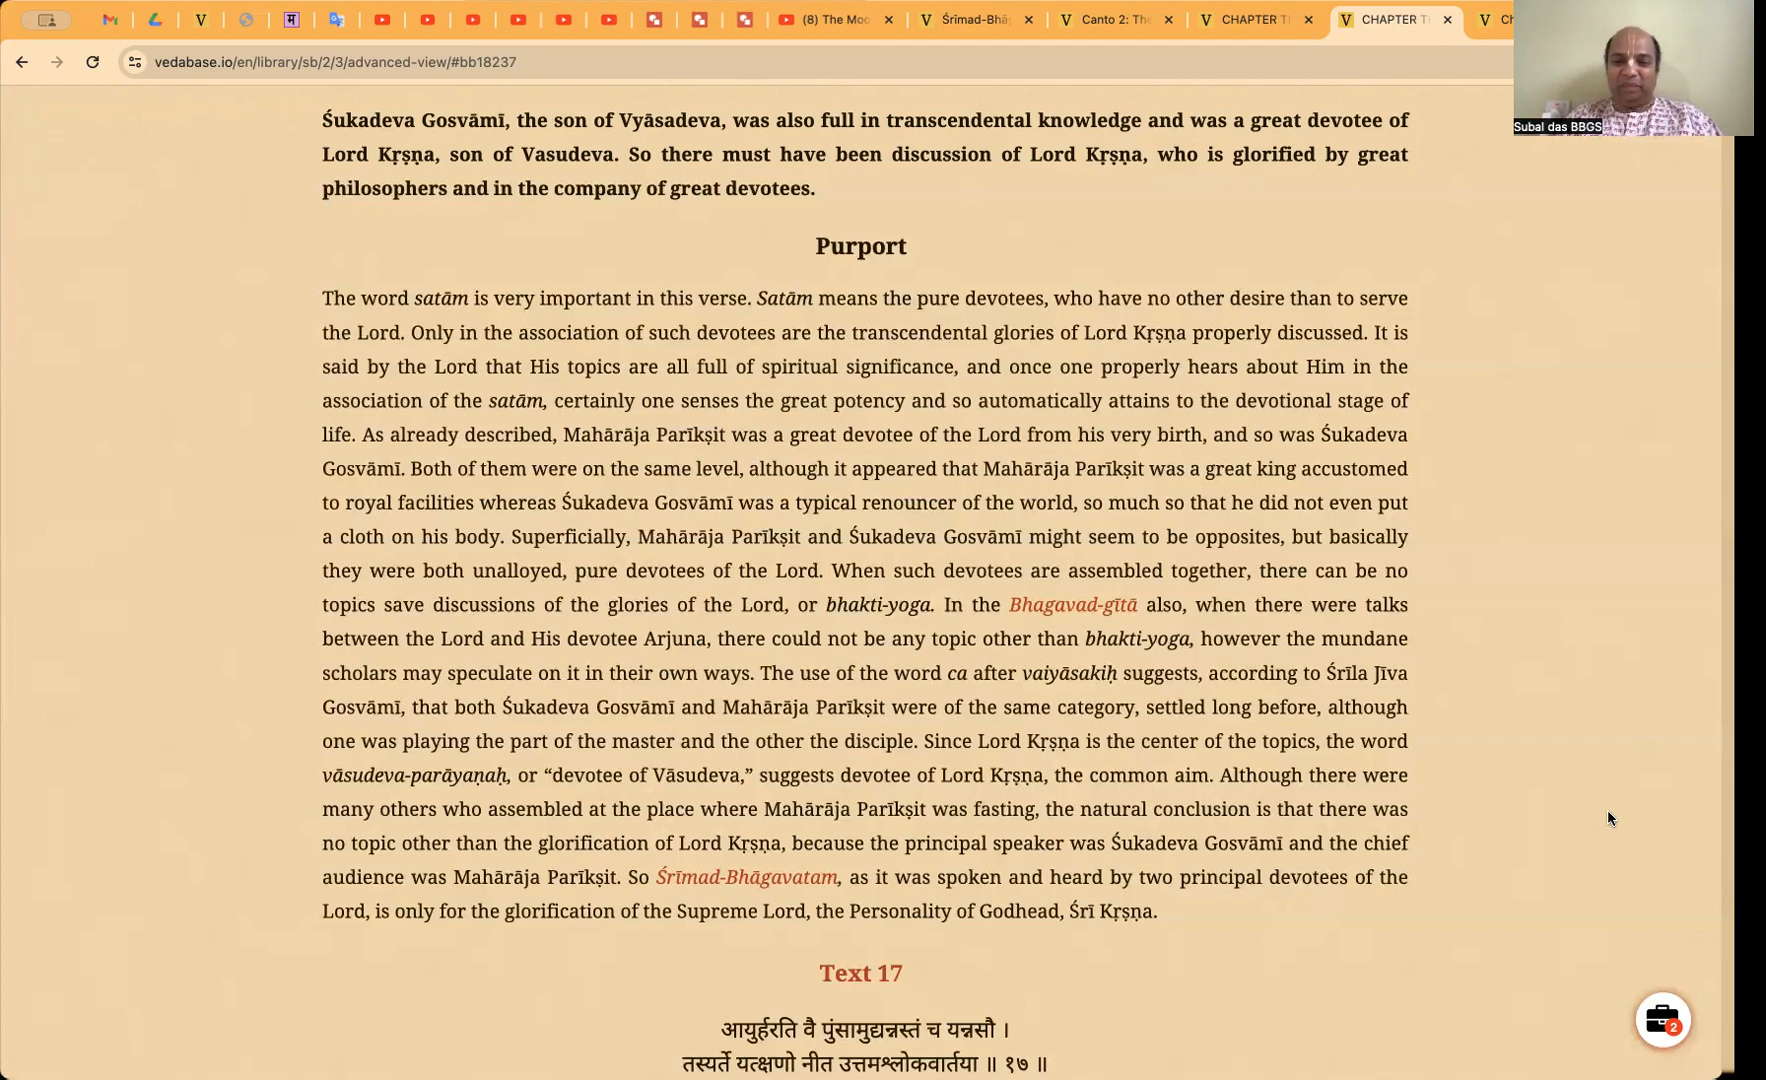 (8) The Moo
Śrīmad-Bhāg
Canto 2: The
CHAPTER T
CHAPTER T
Ch
vedabase.io/en/library/sb/2/3/advanced-view/#bb18237
Subal das BBGS
Śukadeva Gosvāmī, the son of Vyāsadeva, was also full in transcendental knowledge and was a great devotee of
Lord Kṛṣṇa, son of Vasudeva. So there must have been discussion of Lord Kṛṣṇa, who is glorified by great
philosophers and in the company of great devotees.
Purport
The word satām is very important in this verse. Satām means the pure devotees, who have no other desire than to serve
the Lord. Only in the association of such devotees are the transcendental glories of Lord Kṛṣṇa properly discussed. It is
said by the Lord that His topics are all full of spiritual significance, and once one properly hears about Him in the
association of the satām, certainly one senses the great potency and so automatically attains to the devotional stage of
life. As already described, Mahārāja Parīkṣit was a great devotee of the Lord from his very birth, and so was Śukadeva
Gosvāmī. Both of them were on the same level, although it appeared that Mahārāja Parīkṣit was a great king accustomed
to royal facilities whereas Śukadeva Gosvāmī was a typical renouncer of the world, so much so that he did not even put
a cloth on his body. Superficially, Mahārāja Parīkṣit and Śukadeva Gosvāmī might seem to be opposites, but basically
they were both unalloyed, pure devotees of the Lord. When such devotees are assembled together, there can be no
topics save discussions of the glories of the Lord, or bhakti-yoga. In the Bhagavad-gītā also, when there were talks
between the Lord and His devotee Arjuna, there could not be any topic other than bhakti-yoga, however the mundane
scholars may speculate on it in their own ways. The use of the word ca after vaiyāsakiḥ suggests, according to Śrīla Jīva
Gosvāmī, that both Śukadeva Gosvāmī and Mahārāja Parīkṣit were of the same category, settled long before, although
one was playing the part of the master and the other the disciple. Since Lord Kṛṣṇa is the center of the topics, the word
vāsudeva-parāyaṇaḥ, or “devotee of Vāsudeva,” suggests devotee of Lord Kṛṣṇa, the common aim. Although there were
many others who assembled at the place where Mahārāja Parīkṣit was fasting, the natural conclusion is that there was
no topic other than the glorification of Lord Kṛṣṇa, because the principal speaker was Śukadeva Gosvāmī and the chief
audience was Mahārāja Parīkṣit. So Śrīmad-Bhāgavatam, as it was spoken and heard by two principal devotees of the
Lord, is only for the glorification of the Supreme Lord, the Personality of Godhead, Śrī Kṛṣṇa.
Text 17
आयुर्हरति वै पुंसामुद्यन्नस्तं च यन्नसौ ।
तस्यर्ते यत्क्षणो नीत उत्तमश्लोकवार्तया ॥ १७ ॥
2